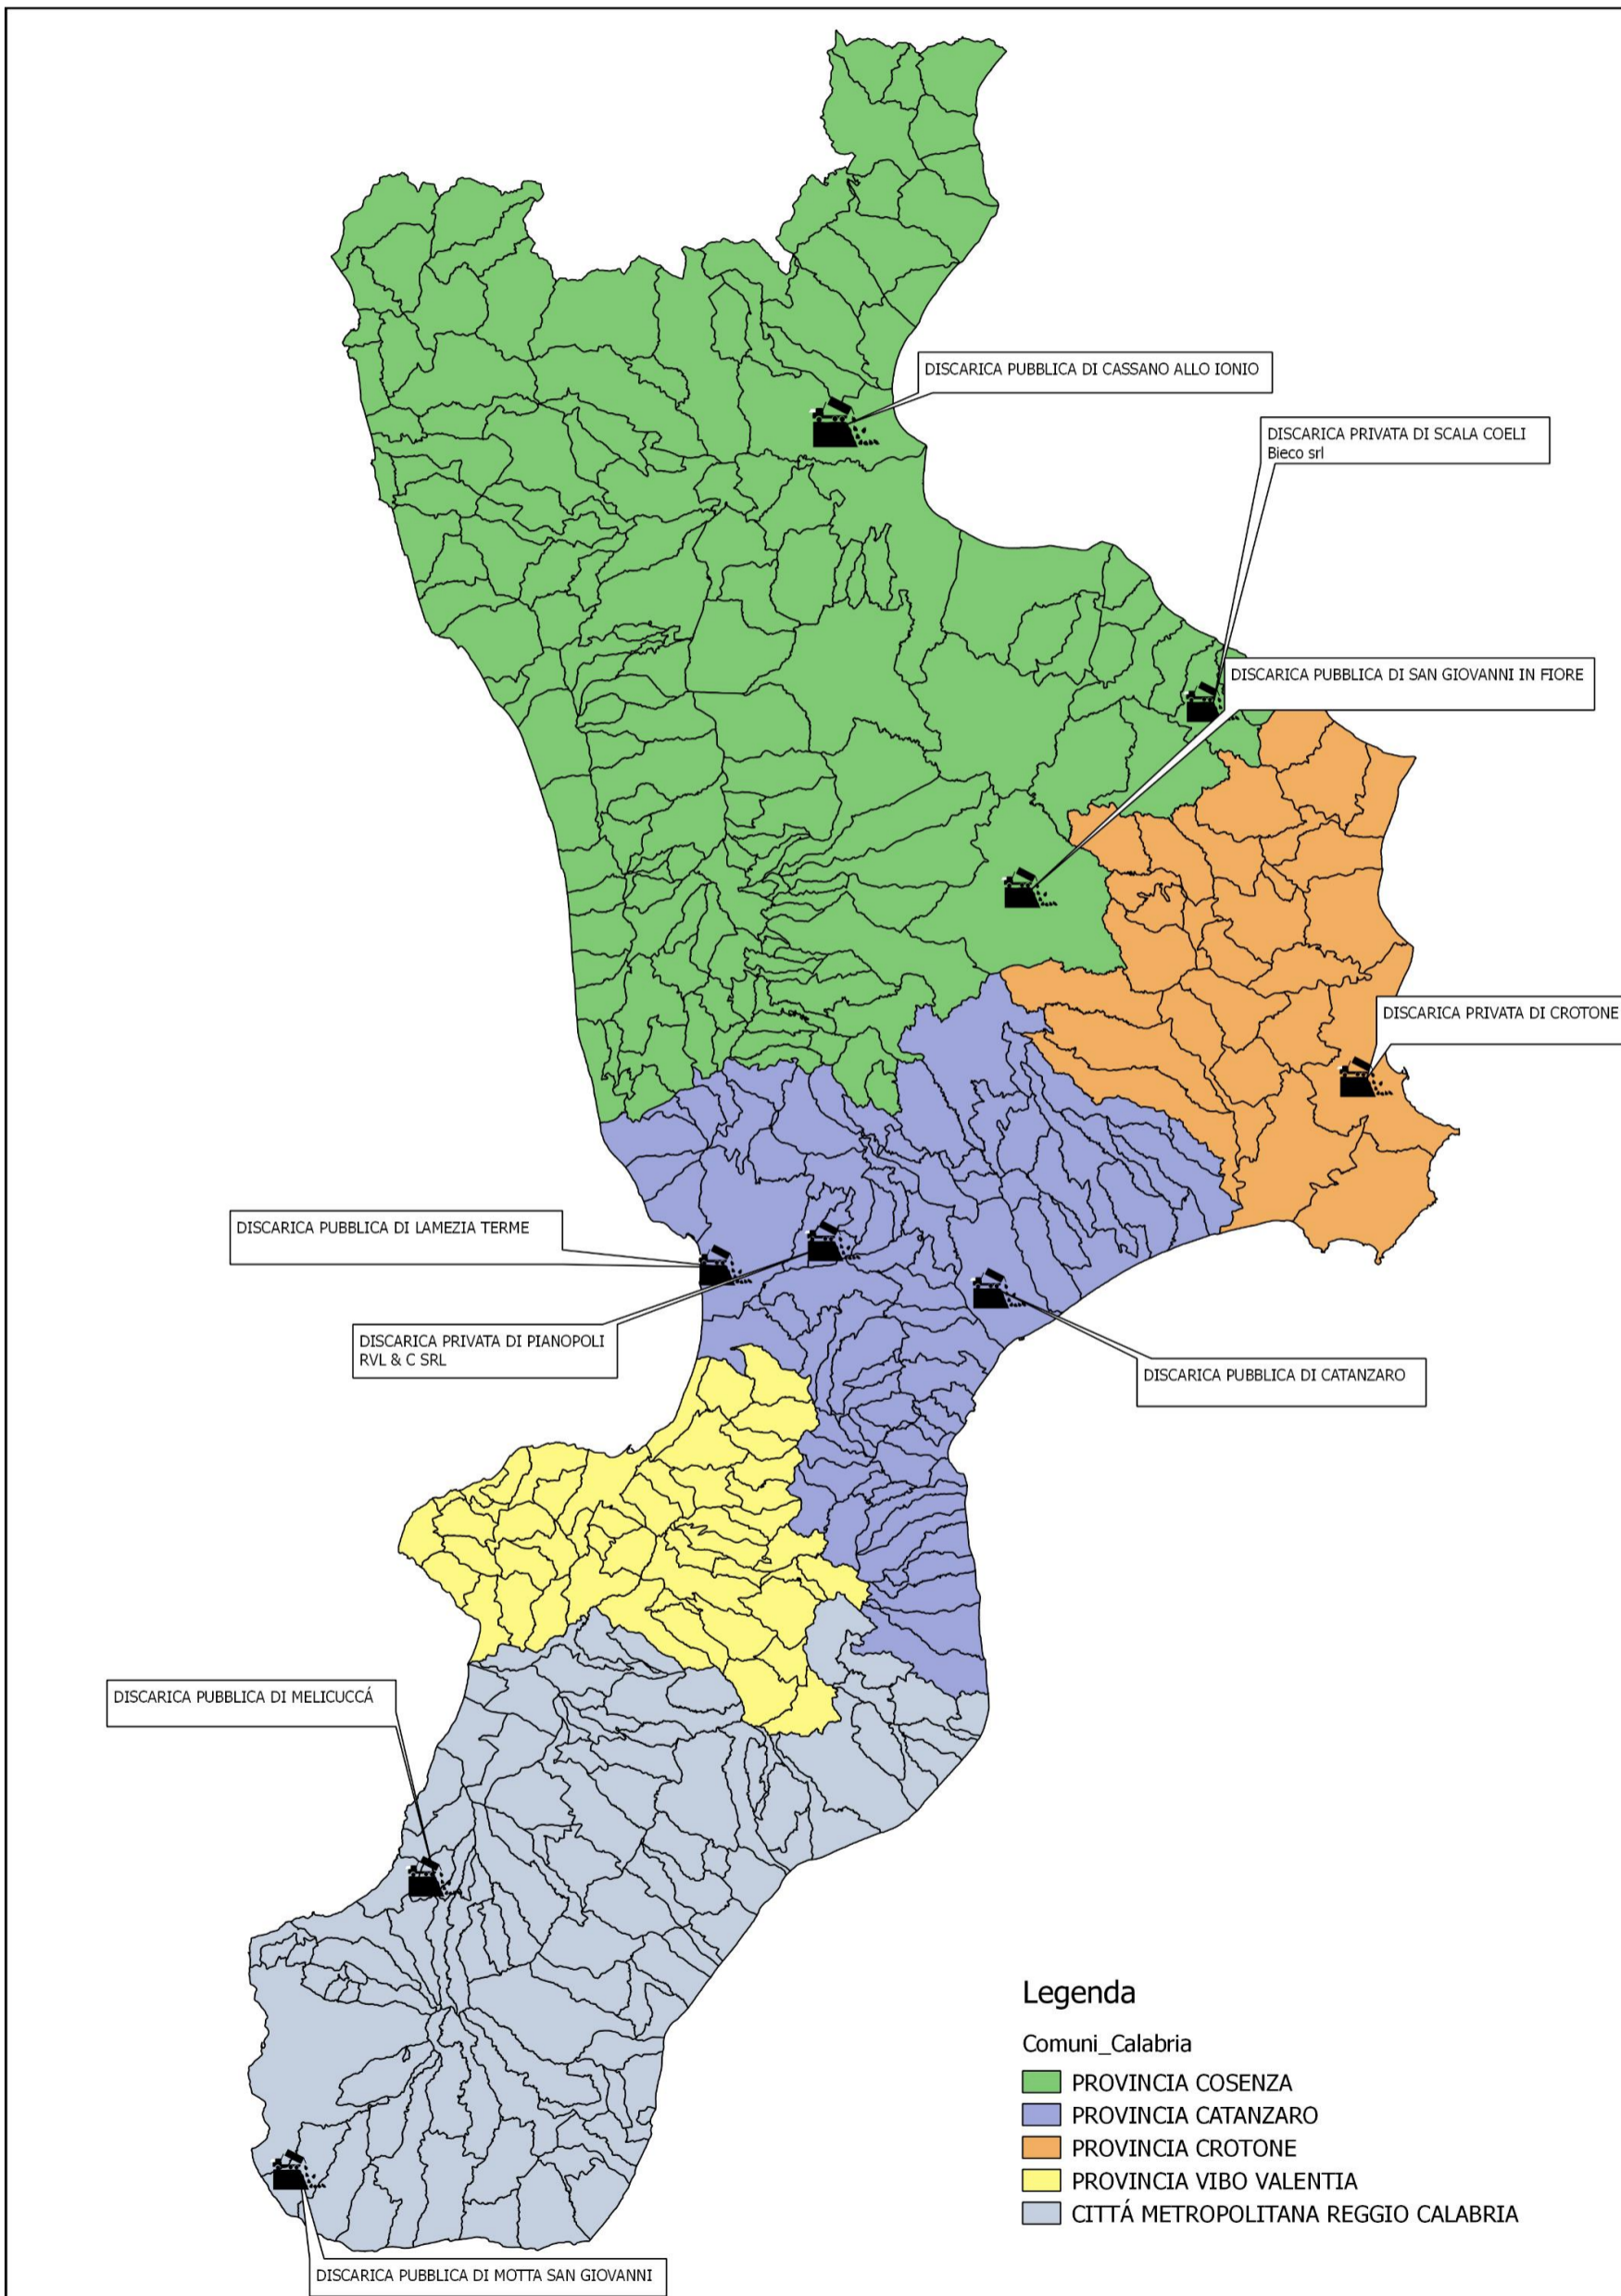 DISCARICA PUBBLICA DI CASSANO ALLO IONIO
DISCARICA PRIVATA DI SCALA COELI
Bieco srl
DISCARICA PUBBLICA DI SAN GIOVANNI IN FIORE
DISCARICA PRIVATA DI CROTONE
DISCARICA PUBBLICA DI LAMEZIA TERME
DISCARICA PRIVATA DI PIANOPOLI
RVL & C SRL
DISCARICA PUBBLICA DI CATANZARO
DISCARICA PUBBLICA DI MELICUCCÁ
DISCARICA PUBBLICA DI MOTTA SAN GIOVANNI
Legenda
Comuni_Calabria
PROVINCIA COSENZA
PROVINCIA CATANZARO
PROVINCIA CROTONE
PROVINCIA VIBO VALENTIA
CITTÁ METROPOLITANA REGGIO CALABRIA